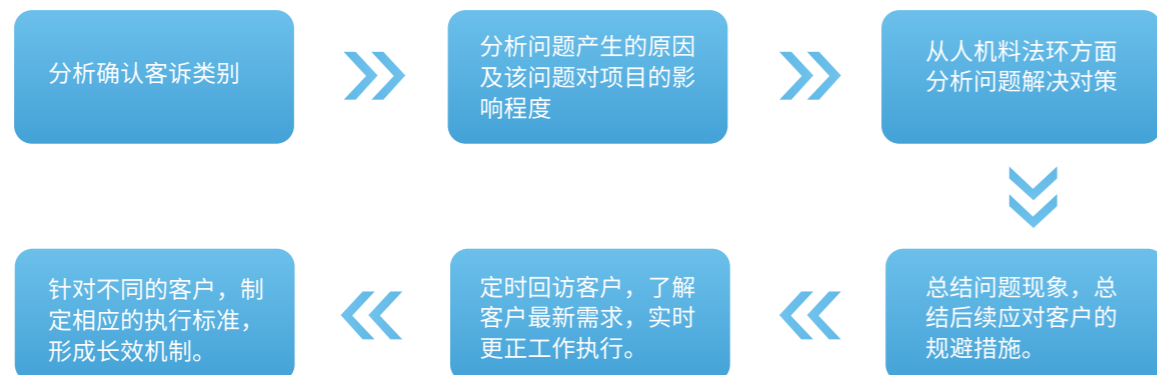 分析确认客诉类别
分析问题产生的原因
及该问题对项目的影
响程度
从人机料法环方面
分析问题解决对策
总结问题现象，总
结后续应对客户的
规避措施。
定时回访客户，了解
客户最新需求，实时
更正工作执行。
针对不同的客户，制
定相应的执行标准，
形成长效机制。